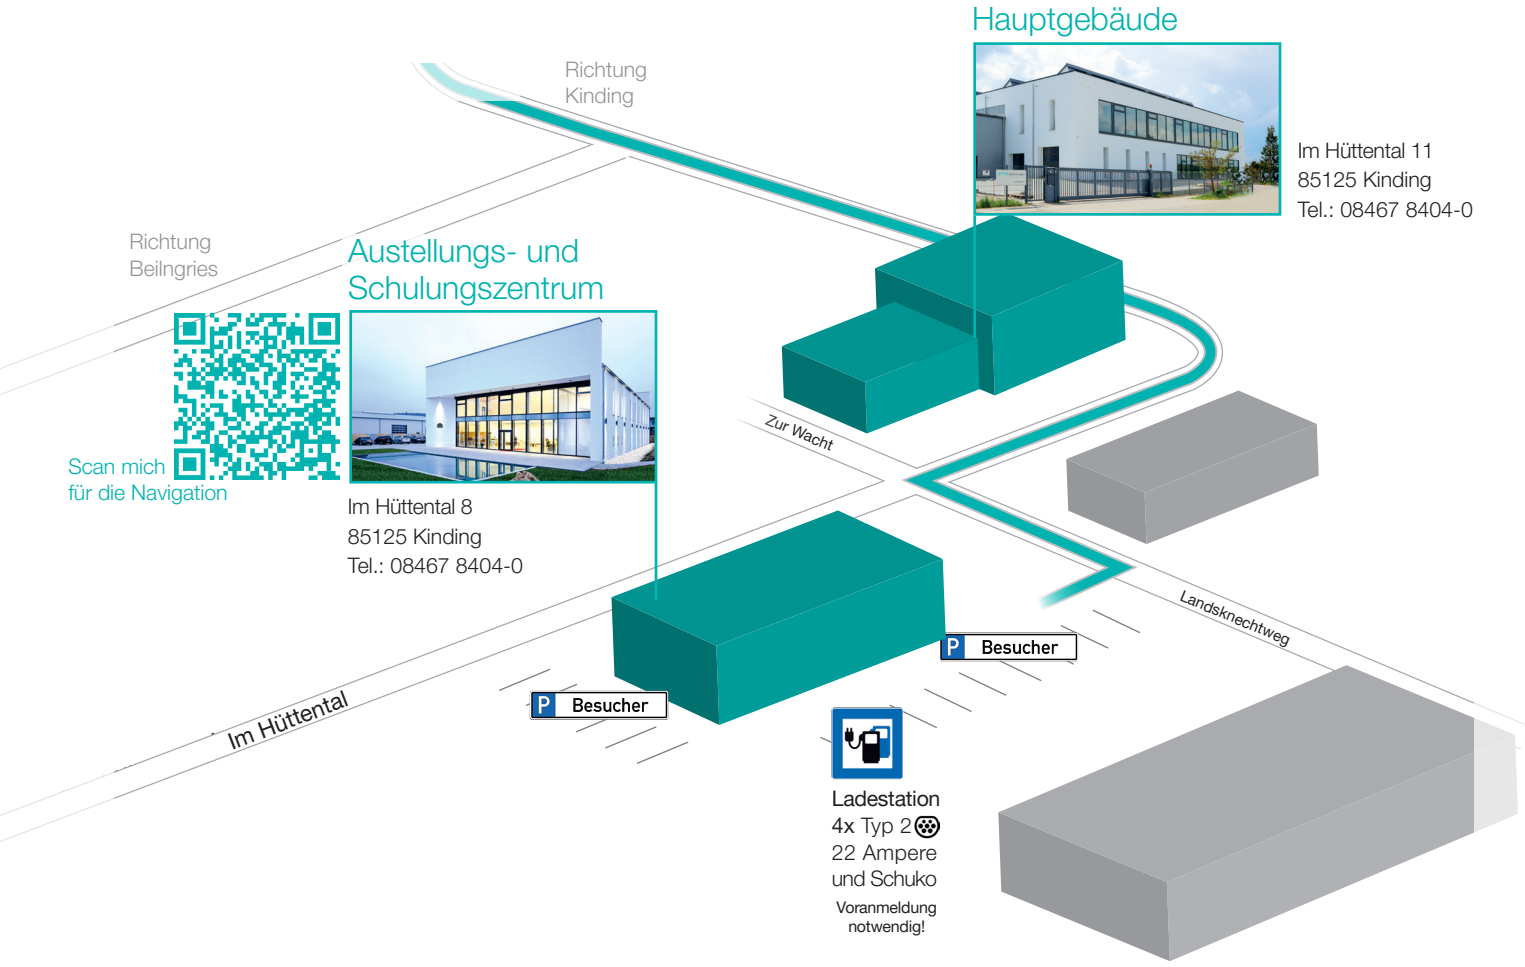 Hauptgebäude
Im Hüttental 11
85125 Kinding
Tel.: 08467 8404-0
Richtung
Kinding
Richtung
Beilngries
Austellungs- und
Schulungszentrum
Scan mich
für die Navigation
Im Hüttental 8
85125 Kinding
Tel.: 08467 8404-0
Zur Wacht
Landsknechtweg
P Besucher
P Besucher
Im Hüttental
Ladestation
4x Typ 2
22 Ampere
und Schuko
Voranmeldung
notwendig!